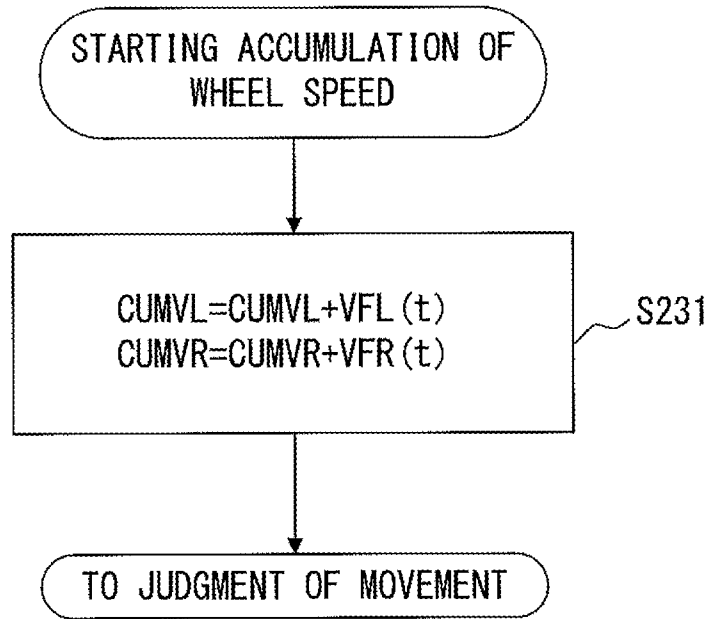 STARTING ACCUMULATION OF
WHEEL SPEED
CUMVL=CUMVL+VFL(t)
CUMVR=CUMVR+VFR(t)
S231
TO JUDGMENT OF MOVEMENT